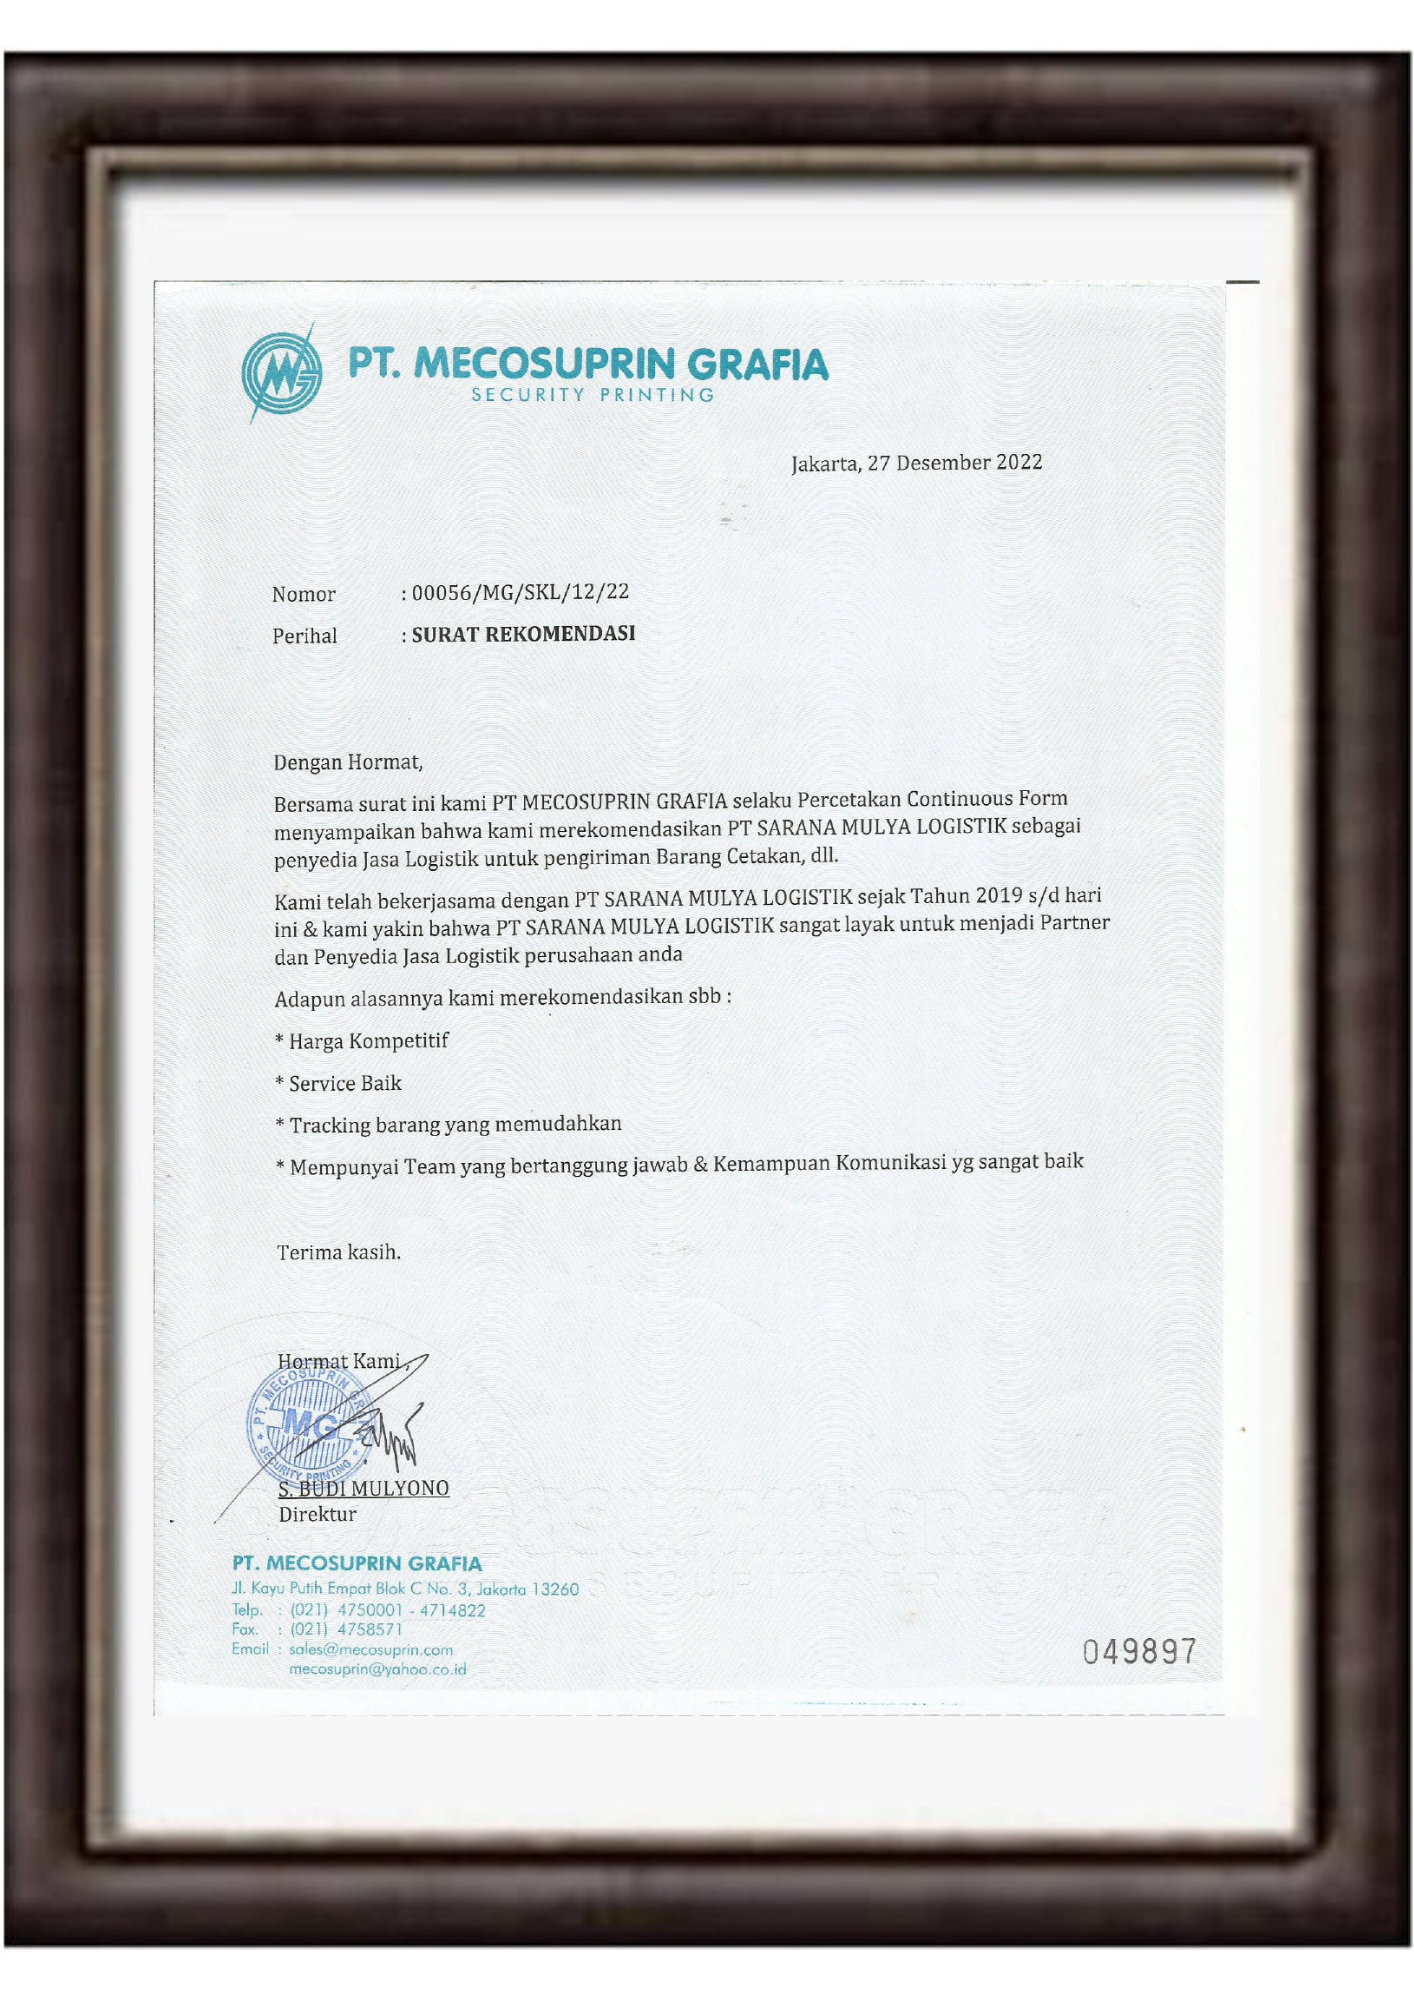 PT. MECOSUPRIN GRAFIA
SECURITY PRINTING
Jakarta, 27 Desember 2022
Nomor : 00056/MG/SKL/12/22
Perihal : SURAT REKOMENDASI
Dengan Hormat,
Bersama surat ini kami PT MECOSUPRIN GRAFIA selaku Percetakan Continuous Form
menyampaikan bahwa kami merekomendasikan PT SARANA MULYA LOGISTIK sebagai
penyedia Jasa Logistik untuk pengiriman Barang Cetakan, dll.
Kami telah bekerjasama dengan PT SARANA MULYA LOGISTIK sejak Tahun 2019 s/d hari
ini & kami yakin bahwa PT SARANA MULYA LOGISTIK sangat layak untuk menjadi Partner
dan Penyedia Jasa Logistik perusahaan anda
Adapun alasannya kami merekomendasikan sbb :
* Harga Kompetitif
* Service Baik
* Tracking barang yang memudahkan
* Mempunyai Team yang bertanggung jawab & Kemampuan Komunikasi yg sangat baik
Terima kasih.
Hormat Kami,
PT. MECOSUPRIN GRAFIA
MG
SECURITY PRINTING
S. BUDI MULYONO
Direktur
PT. MECOSUPRIN GRAFIA
Jl. Kayu Putih Empat Blok C No. 3, Jakarta 13260
Telp. : (021) 4750001 - 4714822
Fax. : (021) 4758571
Email : sales@mecosuprin.com
mecosuprin@yahoo.co.id
049897